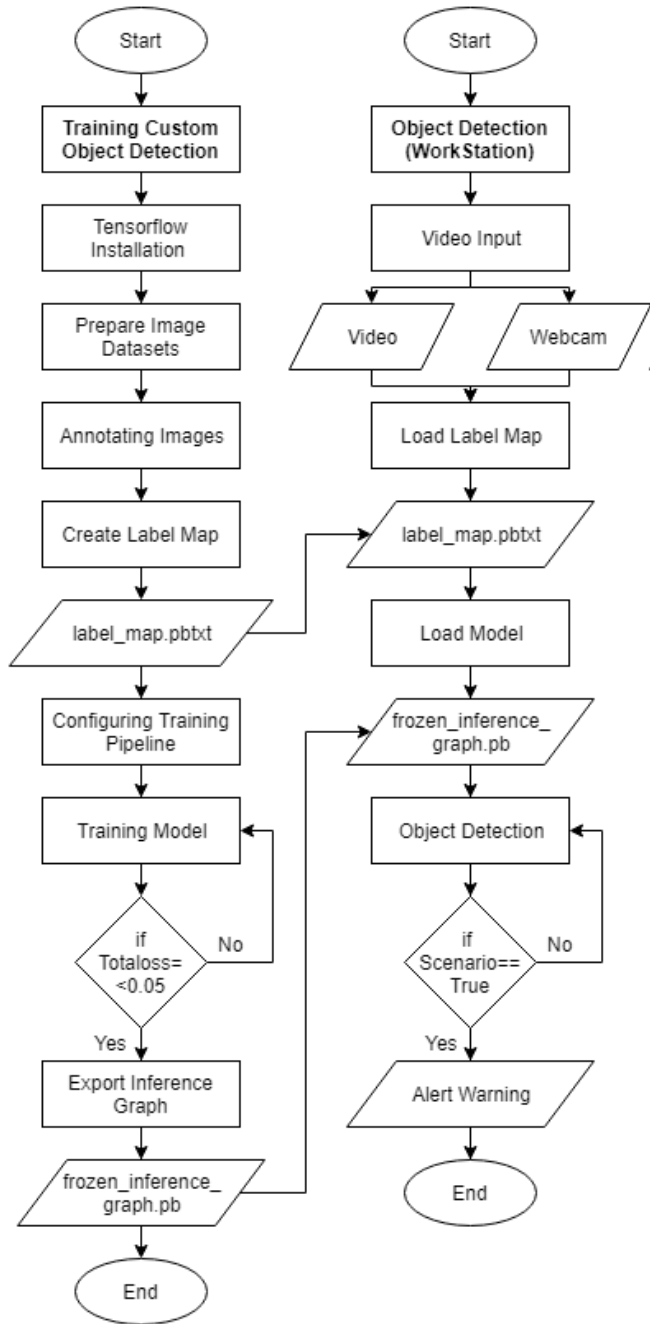 Start
Training Custom
Object Detection
Tensorflow
Installation
Prepare Image
Datasets
Annotating Images
Create Label Map
label_map.pbtxt
Configuring Training
Pipeline
Training Model
if
Totaloss=
<0.05
No
Yes
Export Inference
Graph
frozen_inference_
graph.pb
End
Start
Object Detection
(WorkStation)
Video Input
Video
Webcam
Load Label Map
label_map.pbtxt
Load Model
frozen_inference_
graph.pb
Object Detection
if
Scenario==
True
No
Yes
Alert Warning
End